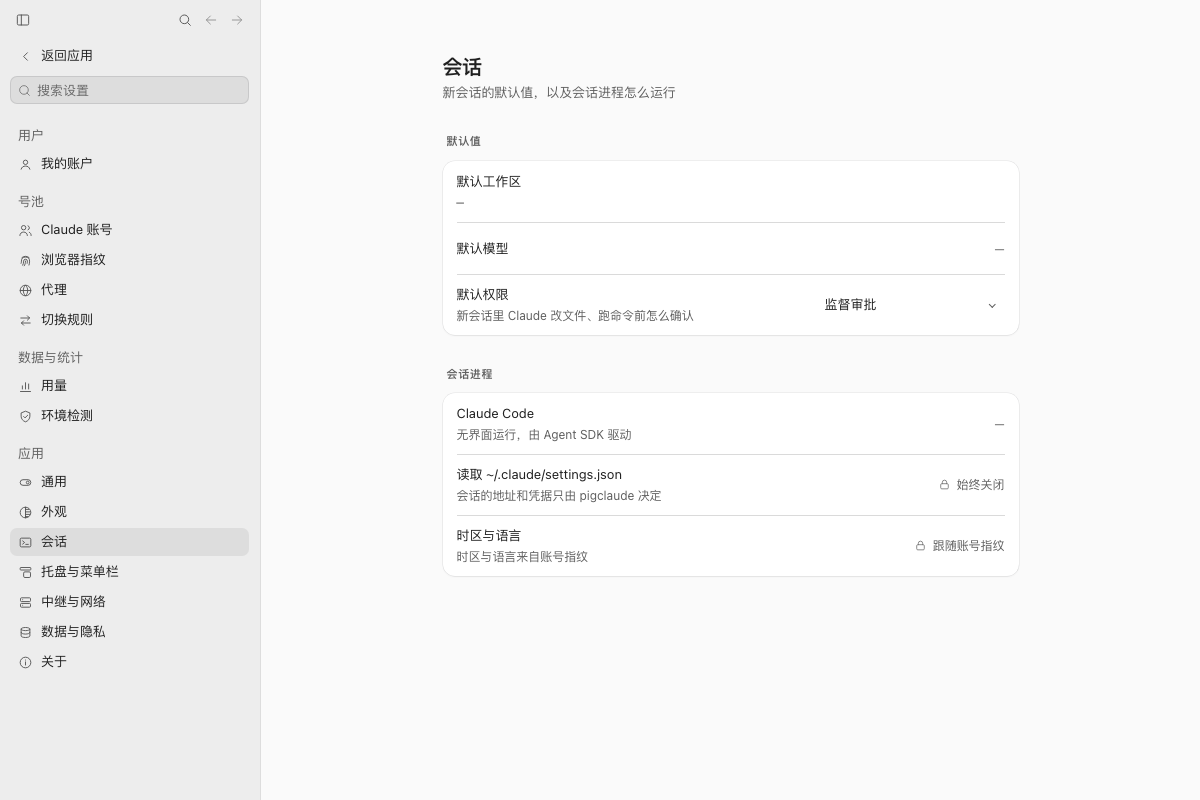 返回应用
搜索设置
用户
我的账户
号池
Claude 账号
浏览器指纹
代理
切换规则
数据与统计
用量
环境检测
应用
通用
外观
会话
托盘与菜单栏
中继与网络
数据与隐私
关于
会话
新会话的默认值，以及会话进程怎么运行
默认值
默认工作区
—
默认模型
—
默认权限
新会话里 Claude 改文件、跑命令前怎么确认
监督审批
会话进程
Claude Code
无界面运行，由 Agent SDK 驱动
—
读取 ~/.claude/settings.json
会话的地址和凭据只由 pigclaude 决定
始终关闭
时区与语言
时区与语言来自账号指纹
跟随账号指纹